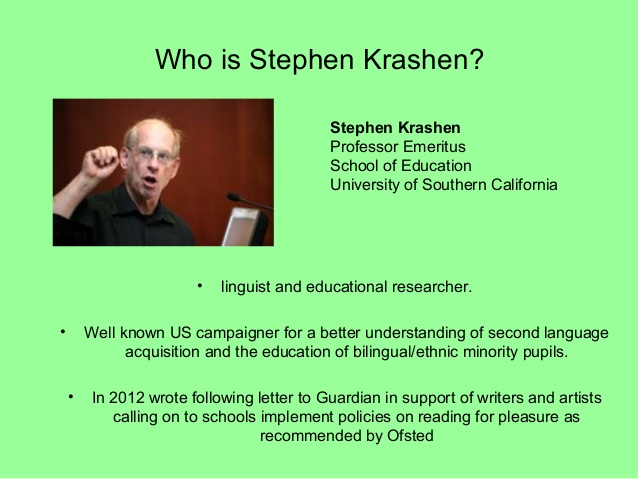 Who is Stephen Krashen?
Stephen Krashen
Professor Emeritus
School of Education
University of Southern California
• linguist and educational researcher.
• Well known US campaigner for a better understanding of second language
acquisition and the education of bilingual/ethnic minority pupils.
• In 2012 wrote following letter to Guardian in support of writers and artists
calling on to schools implement policies on reading for pleasure as
recommended by Ofsted